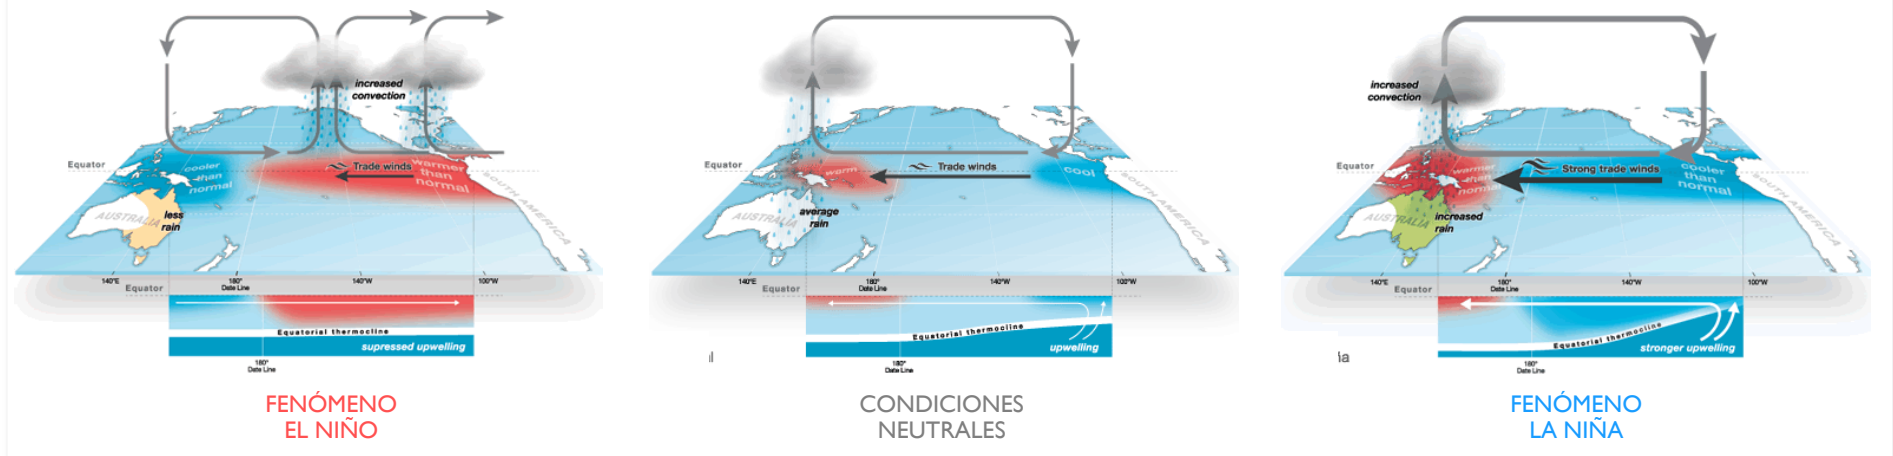 increased
convection
Equator
Trade winds
cooler
than
normal
warmer
than
normal
AUSTRALIA
less
rain
SOUTH AMERICA
140°E
180°
Date Line
140°W
100°W
Equator
Equatorial thermocline
supressed upwelling
180°
Date Line
FENÓMENO
EL NIÑO
Equator
Trade winds
warm
cool
AUSTRALIA
average
rain
SOUTH AMERICA
140°E
180°
Date Line
140°W
100°W
Equator
Equatorial thermocline
upwelling
l
180°
Date Line
CONDICIONES
NEUTRALES
increased
convection
Equator
Strong trade winds
warmer
than
normal
cooler
than
normal
AUSTRALIA
increased
rain
SOUTH AMERICA
140°E
180°
Date Line
140°W
100°W
Equator
Equatorial thermocline
stronger upwelling
ña
180°
Date Line
FENÓMENO
LA NIÑA